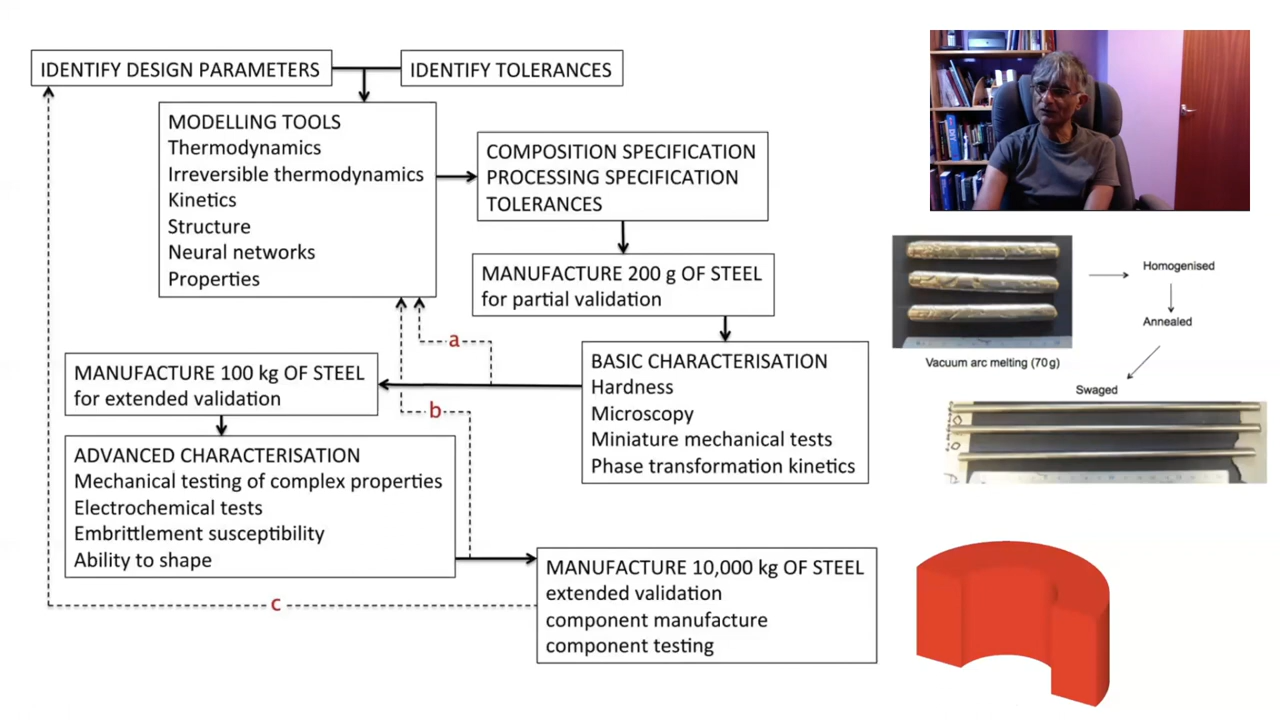 IDENTIFY DESIGN PARAMETERS
IDENTIFY TOLERANCES
MODELLING TOOLS
Thermodynamics
Irreversible thermodynamics
Kinetics
Structure
Neural networks
Properties
COMPOSITION SPECIFICATION
PROCESSING SPECIFICATION
TOLERANCES
MANUFACTURE 200 g OF STEEL
for partial validation
a
BASIC CHARACTERISATION
Hardness
Microscopy
Miniature mechanical tests
Phase transformation kinetics
MANUFACTURE 100 kg OF STEEL
for extended validation
b
ADVANCED CHARACTERISATION
Mechanical testing of complex properties
Electrochemical tests
Embrittlement susceptibility
Ability to shape
c
MANUFACTURE 10,000 kg OF STEEL
extended validation
component manufacture
component testing
DIY
Homogenised
Annealed
Vacuum arc melting (70 g)
Swaged